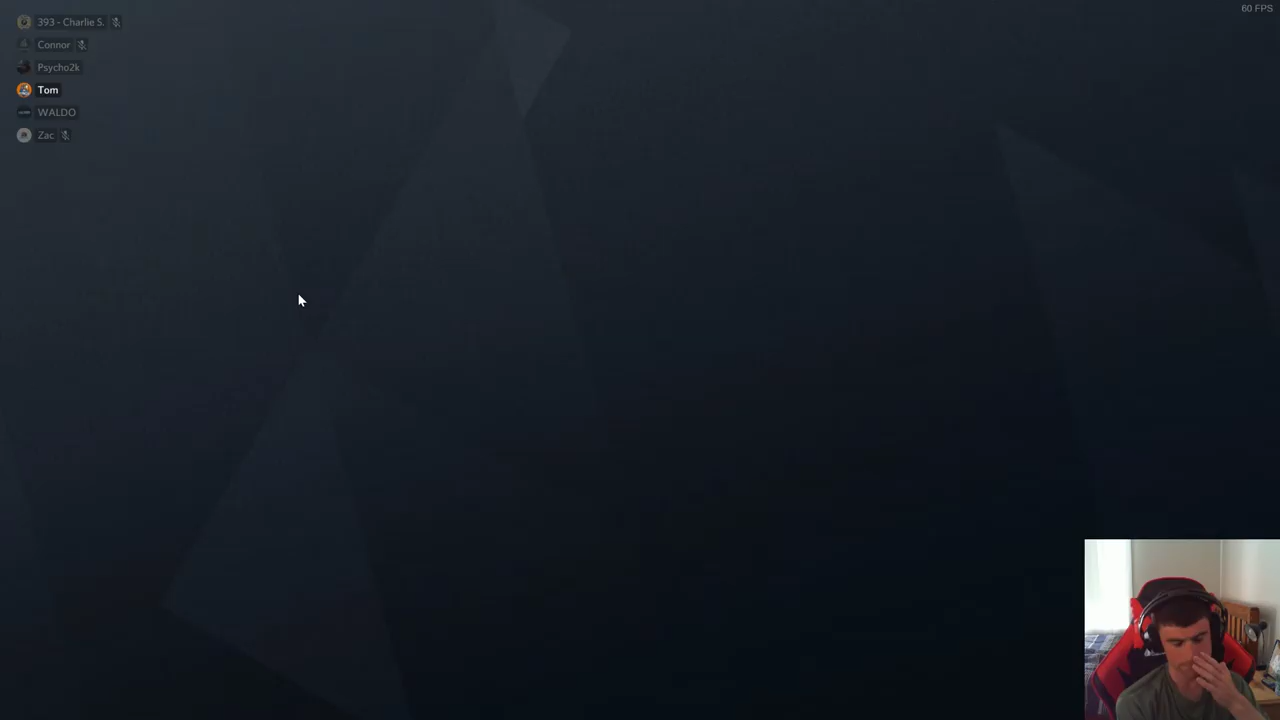 60 FPS
393 - Charlie S.
Connor
Psycho2k
Tom
WALDO
Zac